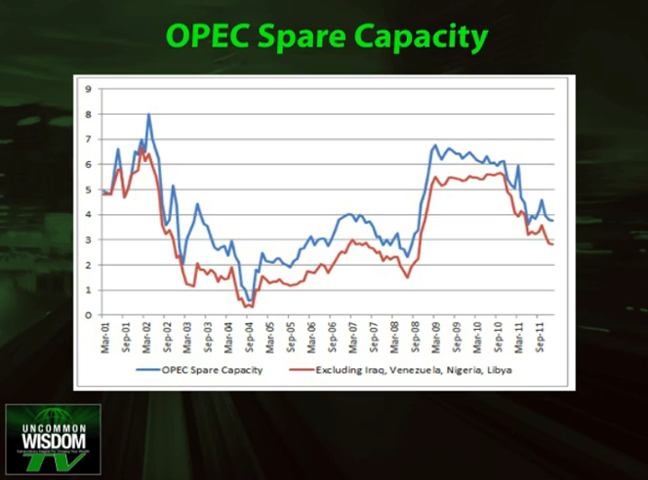 OPEC Spare Capacity
9
8
7
6
5
4
3
2
1
0
Mar-01
Sep-01
Mar-02
Sep-02
Mar-03
Sep-03
Mar-04
Sep-04
Mar-05
Sep-05
Mar-06
Sep-06
Mar-07
Sep-07
Mar-08
Sep-08
Mar-09
Sep-09
Mar-10
Sep-10
Mar-11
Sep-11
OPEC Spare Capacity
Excluding Iraq, Venezuela, Nigeria, Libya
UNCOMMON
WISDOM
TV